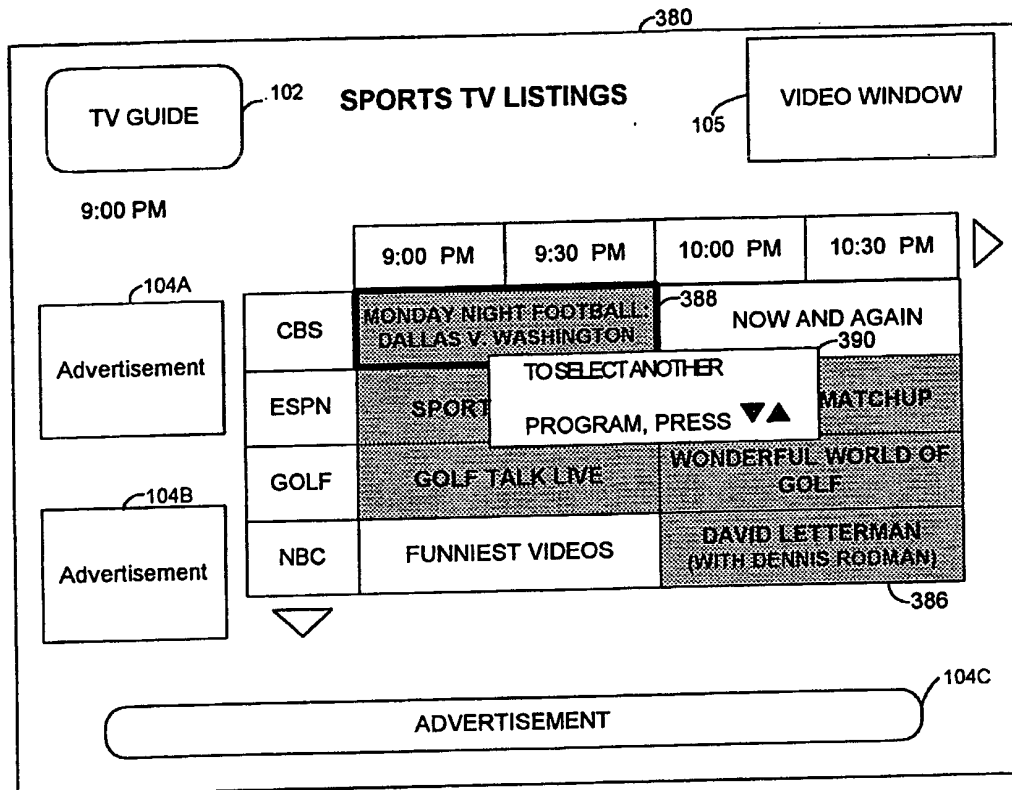 380
TV GUIDE
102
SPORTS TV LISTINGS
105
VIDEO WINDOW
9:00 PM
9:00 PM
9:30 PM
10:00 PM
10:30 PM
104A
Advertisement
CBS
MONDAY NIGHT FOOTBALL:
DALLAS V. WASHINGTON
388
NOW AND AGAIN
390
TO SELECT ANOTHER
PROGRAM, PRESS ▼▲
ESPN
SPORT
MATCHUP
GOLF
GOLF TALK LIVE
WONDERFUL WORLD OF
GOLF
104B
Advertisement
NBC
FUNNIEST VIDEOS
DAVID LETTERMAN
(WITH DENNIS RODMAN)
386
104C
ADVERTISEMENT